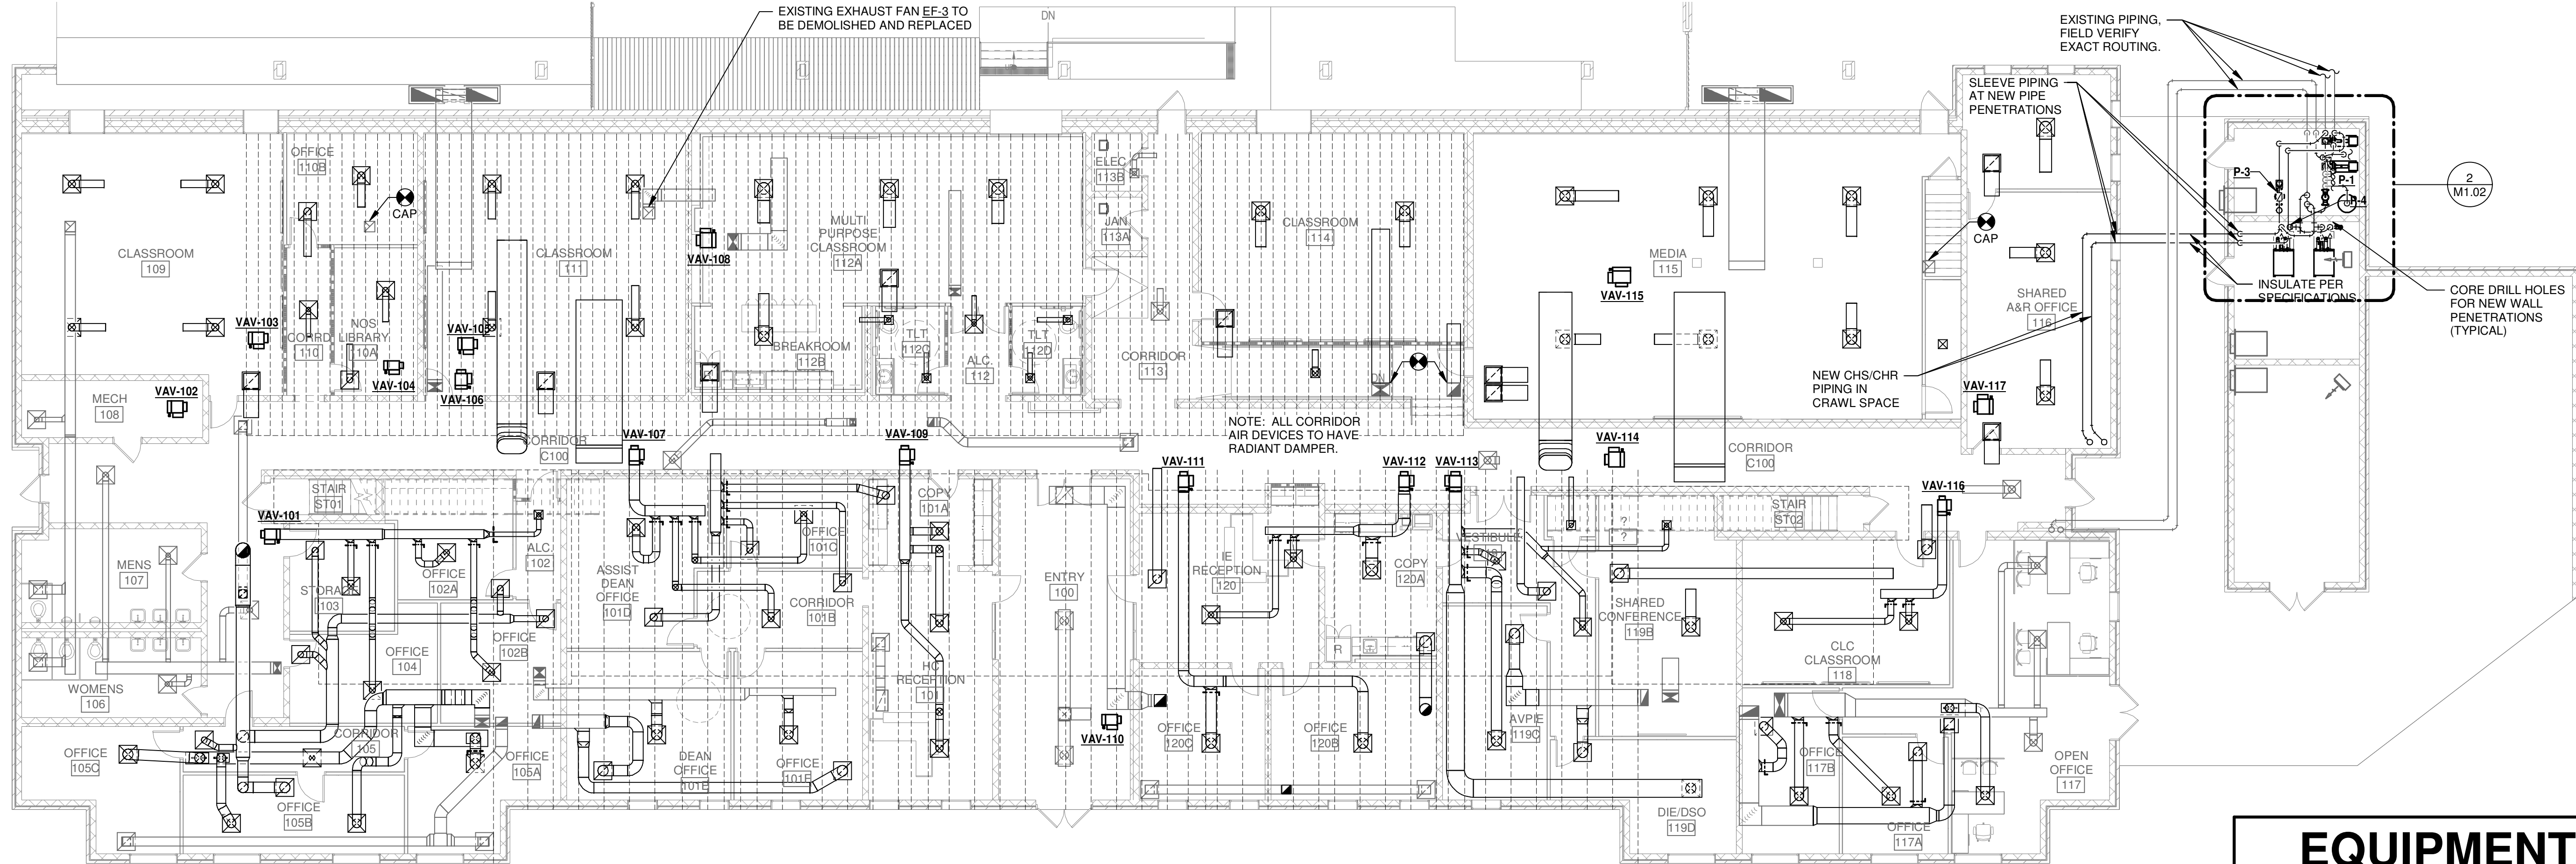 EXISTING EXHAUST FAN EF-3 TO
BE DEMOLISHED AND REPLACED
DN
EXISTING PIPING,
FIELD VERIFY
EXACT ROUTING.
SLEEVE PIPING
AT NEW PIPE
PENETRATIONS
2
M1.02
P-3
P-1
P-4
INSULATE PER
SPECIFICATIONS
CORE DRILL HOLES
FOR NEW WALL
PENETRATIONS
(TYPICAL)
OFFICE
110B
CAP
CLASSROOM
109
CLASSROOM
111
MULTI
PURPOSE
CLASSROOM
112A
VAV-108
ELEC
113B
JAN
113A
CLASSROOM
114
MEDIA
115
VAV-115
CAP
SHARED
A&R OFFICE
116
VAV-103
CORRD
110
NOS
LIBRARY
110A
VAV-104
VAV-105
VAV-106
BREAKROOM
112B
TLT
112C
ALC
112
TLT
112D
CORRIDOR
113
DN
NEW CHS/CHR
PIPING IN
CRAWL SPACE
MECH
108
VAV-102
VAV-117
NOTE: ALL CORRIDOR
AIR DEVICES TO HAVE
RADIANT DAMPER.
CORRIDOR
C100
VAV-107
VAV-109
VAV-111
VAV-112
VAV-113
VAV-114
CORRIDOR
C100
VAV-116
STAIR
ST01
VAV-101
COPY
101A
OFFICE
101C
STAIR
ST02
?
?
VESTIBULE
MENS
107
STORAGE
103
OFFICE
102A
ALC
102
ASSIST
DEAN
OFFICE
101D
CORRIDOR
101B
ENTRY
100
IE
RECEPTION
120
COPY
120A
SHARED
CONFERENCE
119B
CLC
CLASSROOM
118
OFFICE
102B
OFFICE
104
R
WOMENS
106
HC
RECEPTION
101
VAV-110
OFFICE
105C
CORRIDOR
105
OFFICE
105A
DEAN
OFFICE
101E
OFFICE
101F
OFFICE
120C
OFFICE
120B
AVPIE
119C
OFFICE
117B
OPEN
OFFICE
117
OFFICE
105B
DIE/DSO
119D
OFFICE
117A
EQUIPMENT